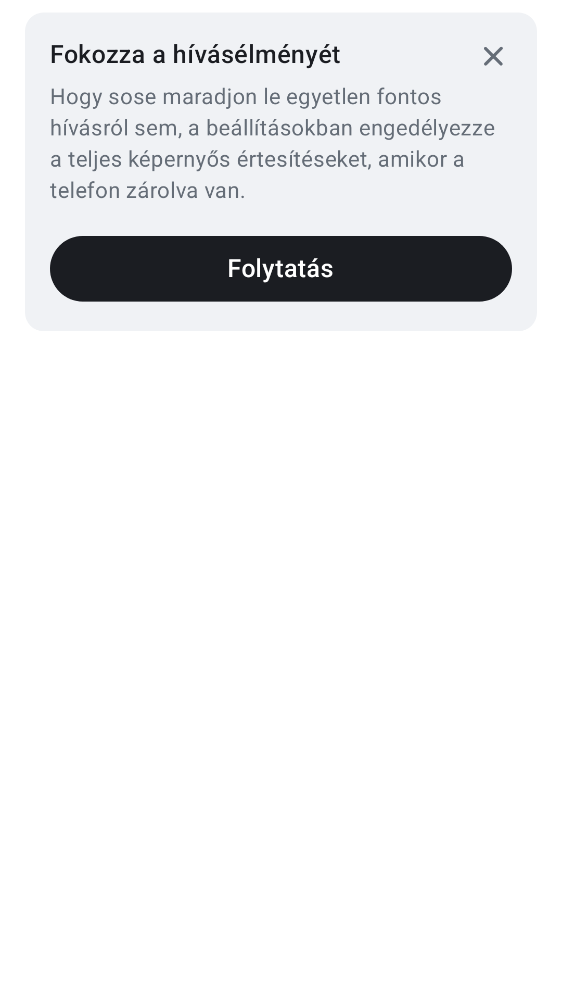 Fokozza a hívásélményét
Hogy sose maradjon le egyetlen fontos
hívásról sem, a beállításokban engedélyezze
a teljes képernyős értesítéseket, amikor a
telefon zárolva van.
Folytatás